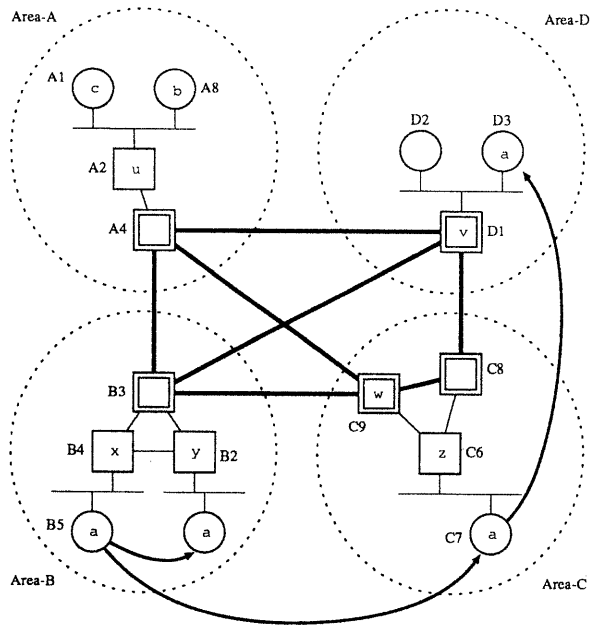 Area-A
Area-D
A1
c
b
A8
D2
D3
a
A2
u
A4
v
D1
B3
C8
w
C9
B4
x
y
B2
z
C6
B5
a
a
C7
a
Area-B
Area-C